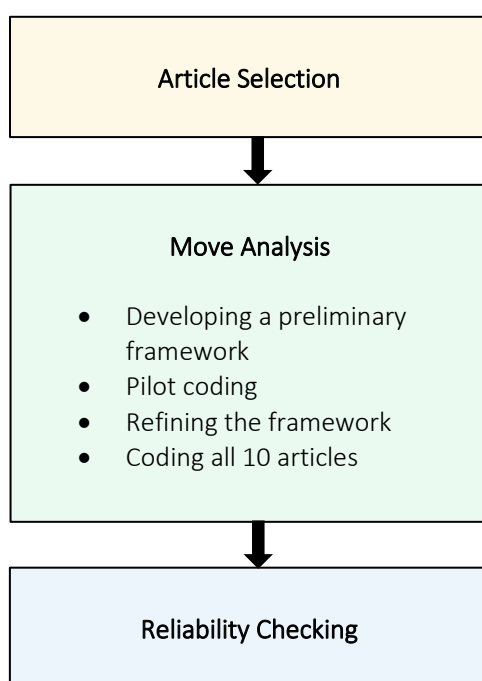 Article Selection
Move Analysis
• Developing a preliminary
framework
• Pilot coding
• Refining the framework
• Coding all 10 articles
Reliability Checking